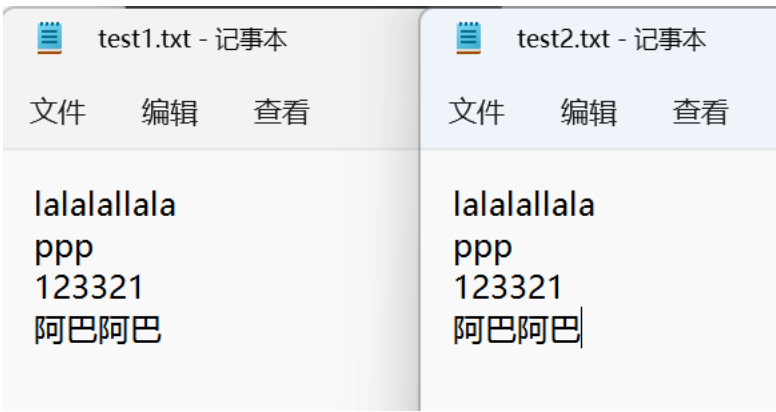 test1.txt - 记事本
文件 编辑 查看
lalalallala
ppp
123321
阿巴阿巴
test2.txt - 记事本
文件 编辑 查看
lalalallala
ppp
123321
阿巴阿巴